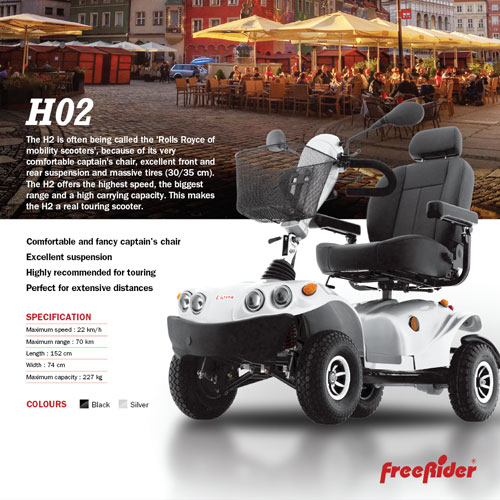 H02
The H2 is often being called the 'Rolls Royce of
mobility scooters', because of its very
comfortable captain's chair, excellent front and
rear suspension and massive tires (30/35 cm).
The H2 offers the highest speed, the biggest
range and a high carrying capacity. This makes
the H2 a real touring scooter.
Comfortable and fancy captain's chair
Excellent suspension
Highly recommended for touring
Perfect for extensive distances
SPECIFICATION
Maximum speed : 22 km/h
Maximum range : 70 km
Length : 152 cm
Width : 74 cm
Maximum capacity : 227 kg
COLOURS Black Silver
FreeRider®